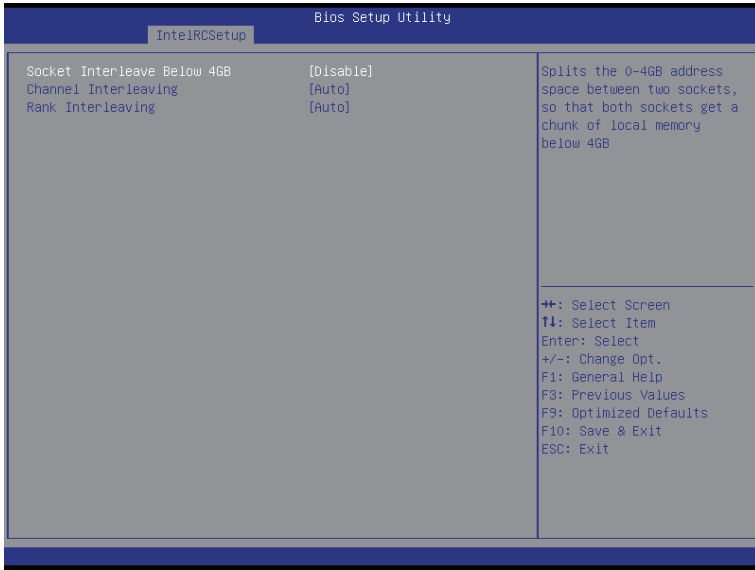 Bios Setup Utility
IntelRCSetup
Socket Interleave Below 4GB [Disable]
Channel Interleaving [Auto]
Rank Interleaving [Auto]
Splits the 0-4GB address
space between two sockets,
so that both sockets get a
chunk of local memory
below 4GB
→←: Select Screen
↑↓: Select Item
Enter: Select
+/-: Change Opt.
F1: General Help
F3: Previous Values
F9: Optimized Defaults
F10: Save & Exit
ESC: Exit